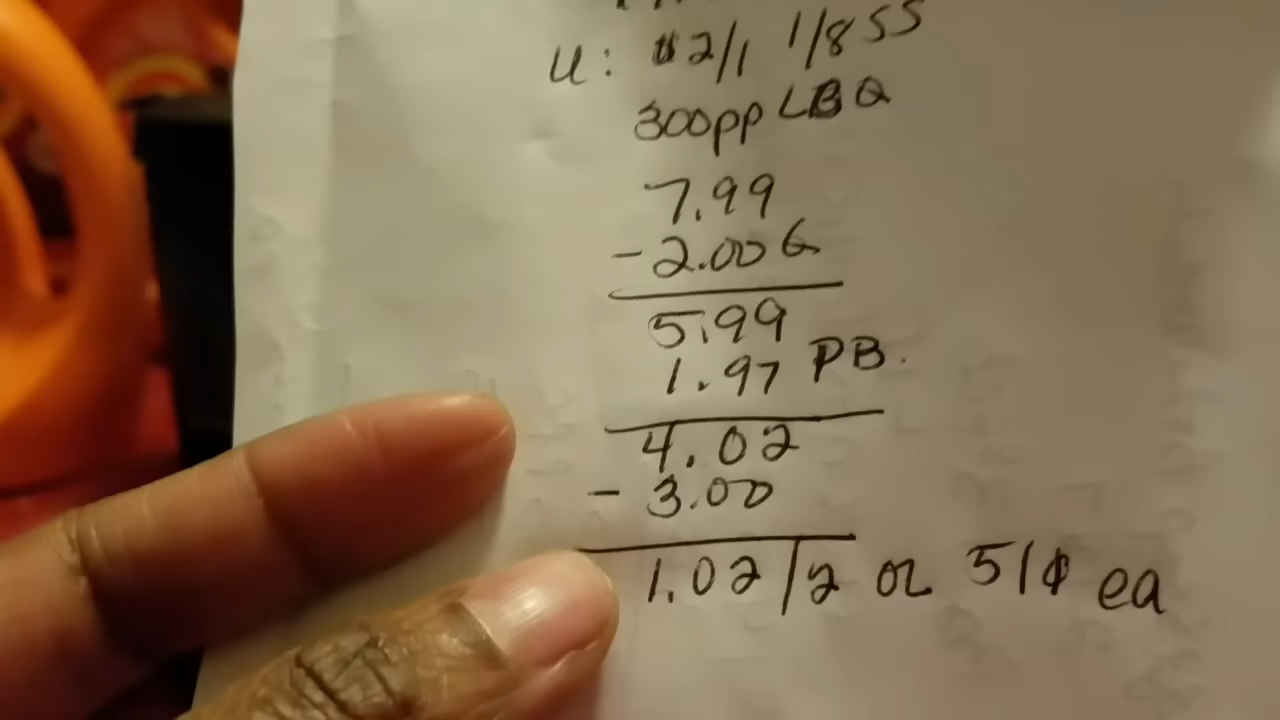 U: $2/1 1/8 SS
300pp LBQ
7.99
-2.00 G
5.99
1.97 PB.
4.02
- 3.00
1.02/2 or 51¢ ea